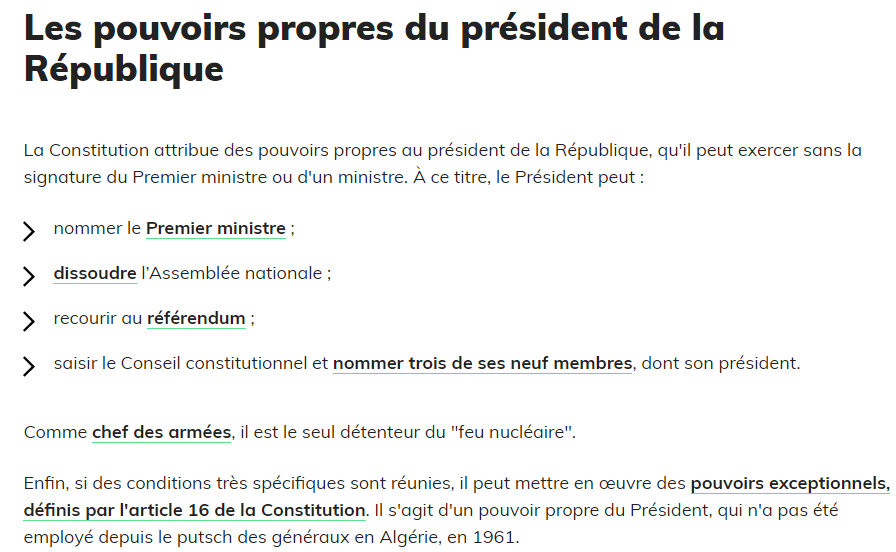 Les pouvoirs propres du président de la
République
La Constitution attribue des pouvoirs propres au président de la République, qu'il peut exercer sans la
signature du Premier ministre ou d'un ministre. À ce titre, le Président peut :
nommer le Premier ministre ;
dissoudre l’Assemblée nationale ;
recourir au référendum ;
saisir le Conseil constitutionnel et nommer trois de ses neuf membres, dont son président.
Comme chef des armées, il est le seul détenteur du "feu nucléaire".
Enfin, si des conditions très spécifiques sont réunies, il peut mettre en œuvre des pouvoirs exceptionnels,
définis par l'article 16 de la Constitution. Il s'agit d'un pouvoir propre du Président, qui n'a pas été
employé depuis le putsch des généraux en Algérie, en 1961.